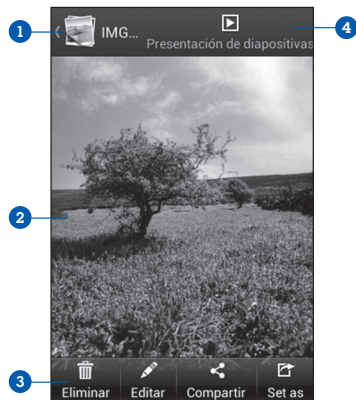 1
IMG...
4
Presentación de diapositivas
2
3
Eliminar
Editar
Compartir
Set as